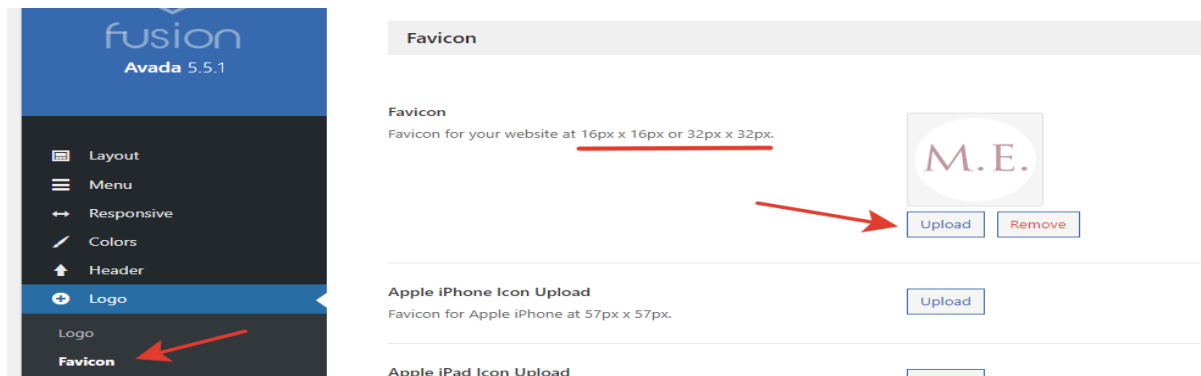 fusion
Avada 5.5.1
Layout
Menu
Responsive
Colors
Header
Logo
Logo
Favicon
Favicon
Favicon
Favicon for your website at 16px x 16px or 32px x 32px.
M.E.
Upload Remove
Apple iPhone Icon Upload
Favicon for Apple iPhone at 57px x 57px.
Upload
Apple iPad Icon Upload